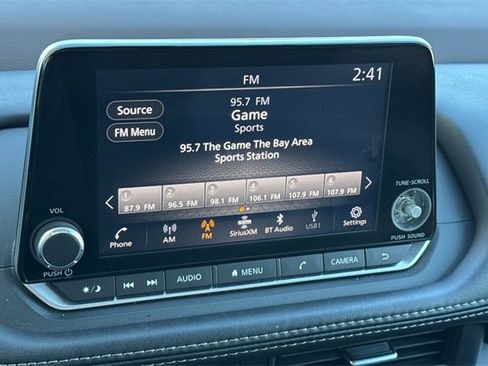 FM
2:41
Source
FM Menu
95.7 FM
Game
Sports
95.7 The Game The Bay Area
Sports Station
1 2 3 4 5 6
87.9 FM 96.5 FM 98.1 FM 106.1 FM 107.9 FM 107.9 FM
Phone AM FM SiriusXM BT Audio USB1 Settings
VOL
PUSH
TUNE·SCROLL
PUSH SOUND
AUDIO MENU CAMERA